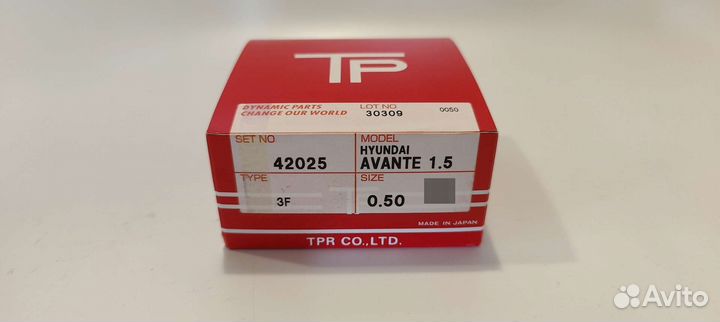 TP
DYNAMIC PARTS
CHANGE OUR WORLD
LOT NO
30309
0050
SET NO
42025
MODEL
HYUNDAI
AVANTE 1.5
TYPE
3F
SIZE
0.50
MADE IN JAPAN
TPR CO.,LTD.
Avito